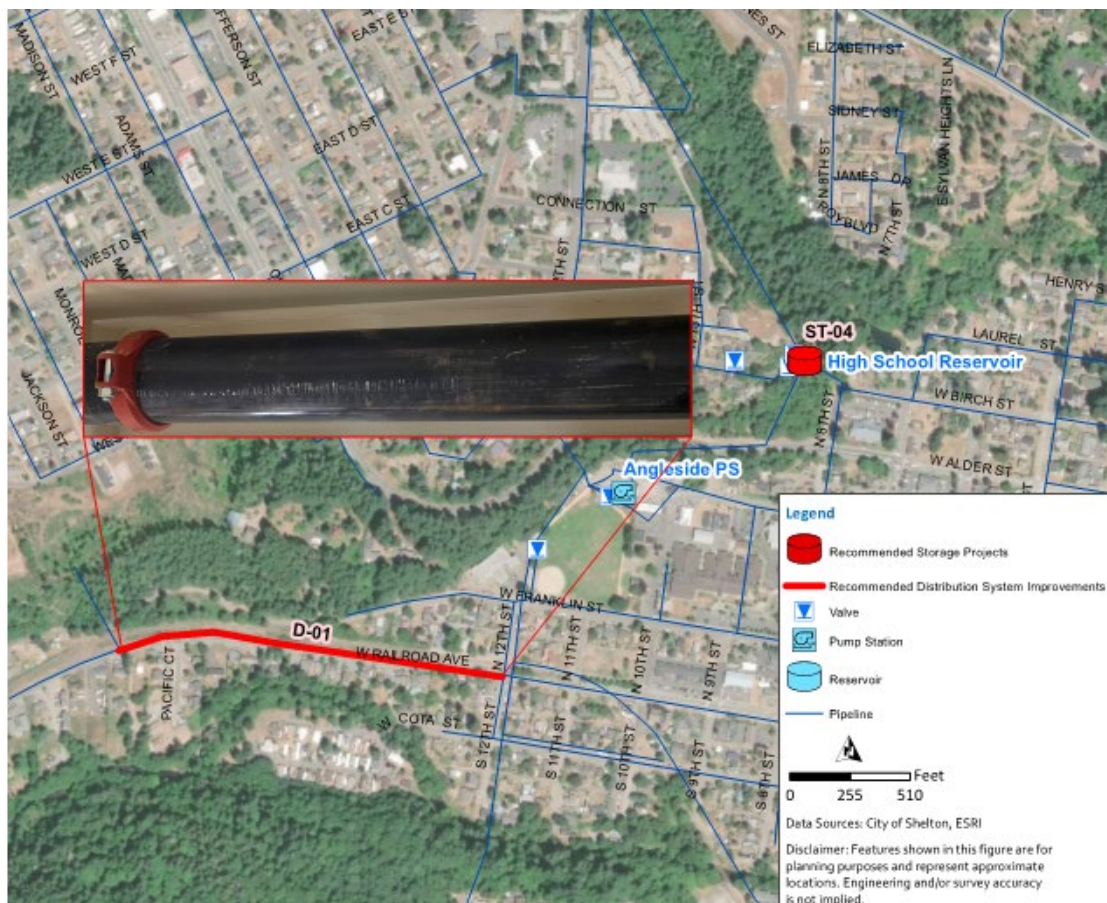 MADISON ST
WEST F ST
JEFFERSON ST
EAST E ST
ELIZABETH ST
ADAMS ST
EAST D ST
SIDNEY ST
E SYLVAN HEIGHTS LN
WEST E ST
N 8TH ST
JAMES DR
ROY BLVD
N 7TH ST
CONNECTION ST
EAST C ST
WEST D ST
MONROE
HENRY S
ST-04
LAUREL ST
High School Reservoir
JACKSON ST
W BIRCH ST
N 8TH ST
W ALDER ST
Angleside PS
W FRANKLIN ST
D-01
W RAILROAD AVE
N 12TH ST
N 11TH ST
N 10TH ST
N 9TH ST
PACIFIC CT
W COTA ST
S 12TH ST
S 11TH ST
S 10TH ST
S 9TH ST
S 8TH ST
Legend
Recommended Storage Projects
Recommended Distribution System Improvements
Valve
Pump Station
Reservoir
Pipeline
Feet
0 255 510
Data Sources: City of Shelton, ESRI
Disclaimer: Features shown in this figure are for
planning purposes and represent approximate
locations. Engineering and/or survey accuracy
is not implied.